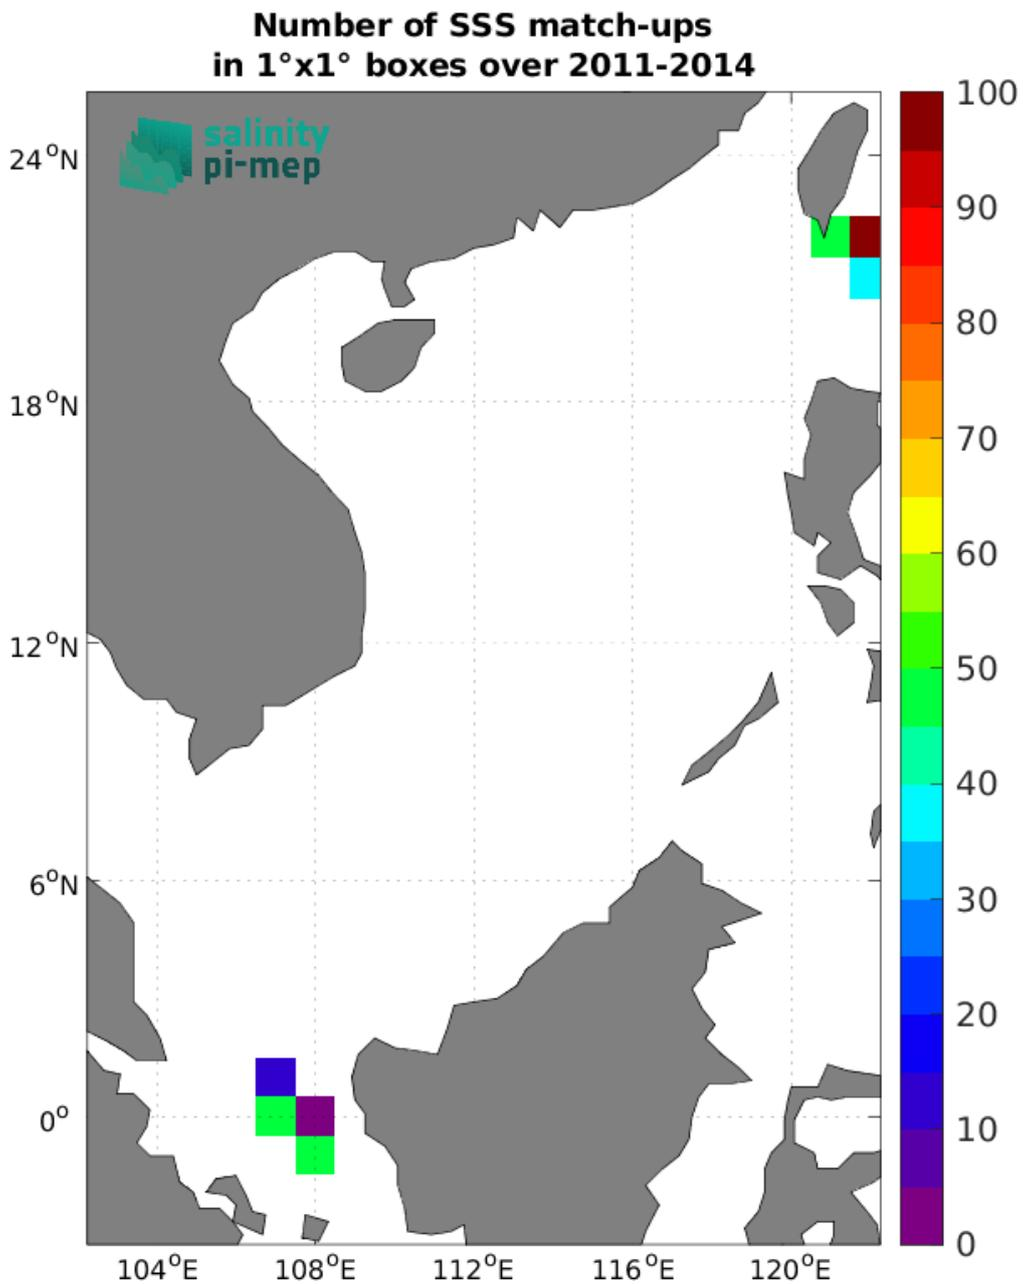 Number of SSS match-ups
in 1°x1° boxes over 2011-2014
salinity
pi-mep
24°N
18°N
12°N
6°N
0°
104°E 108°E 112°E 116°E 120°E
100
90
80
70
60
50
40
30
20
10
0